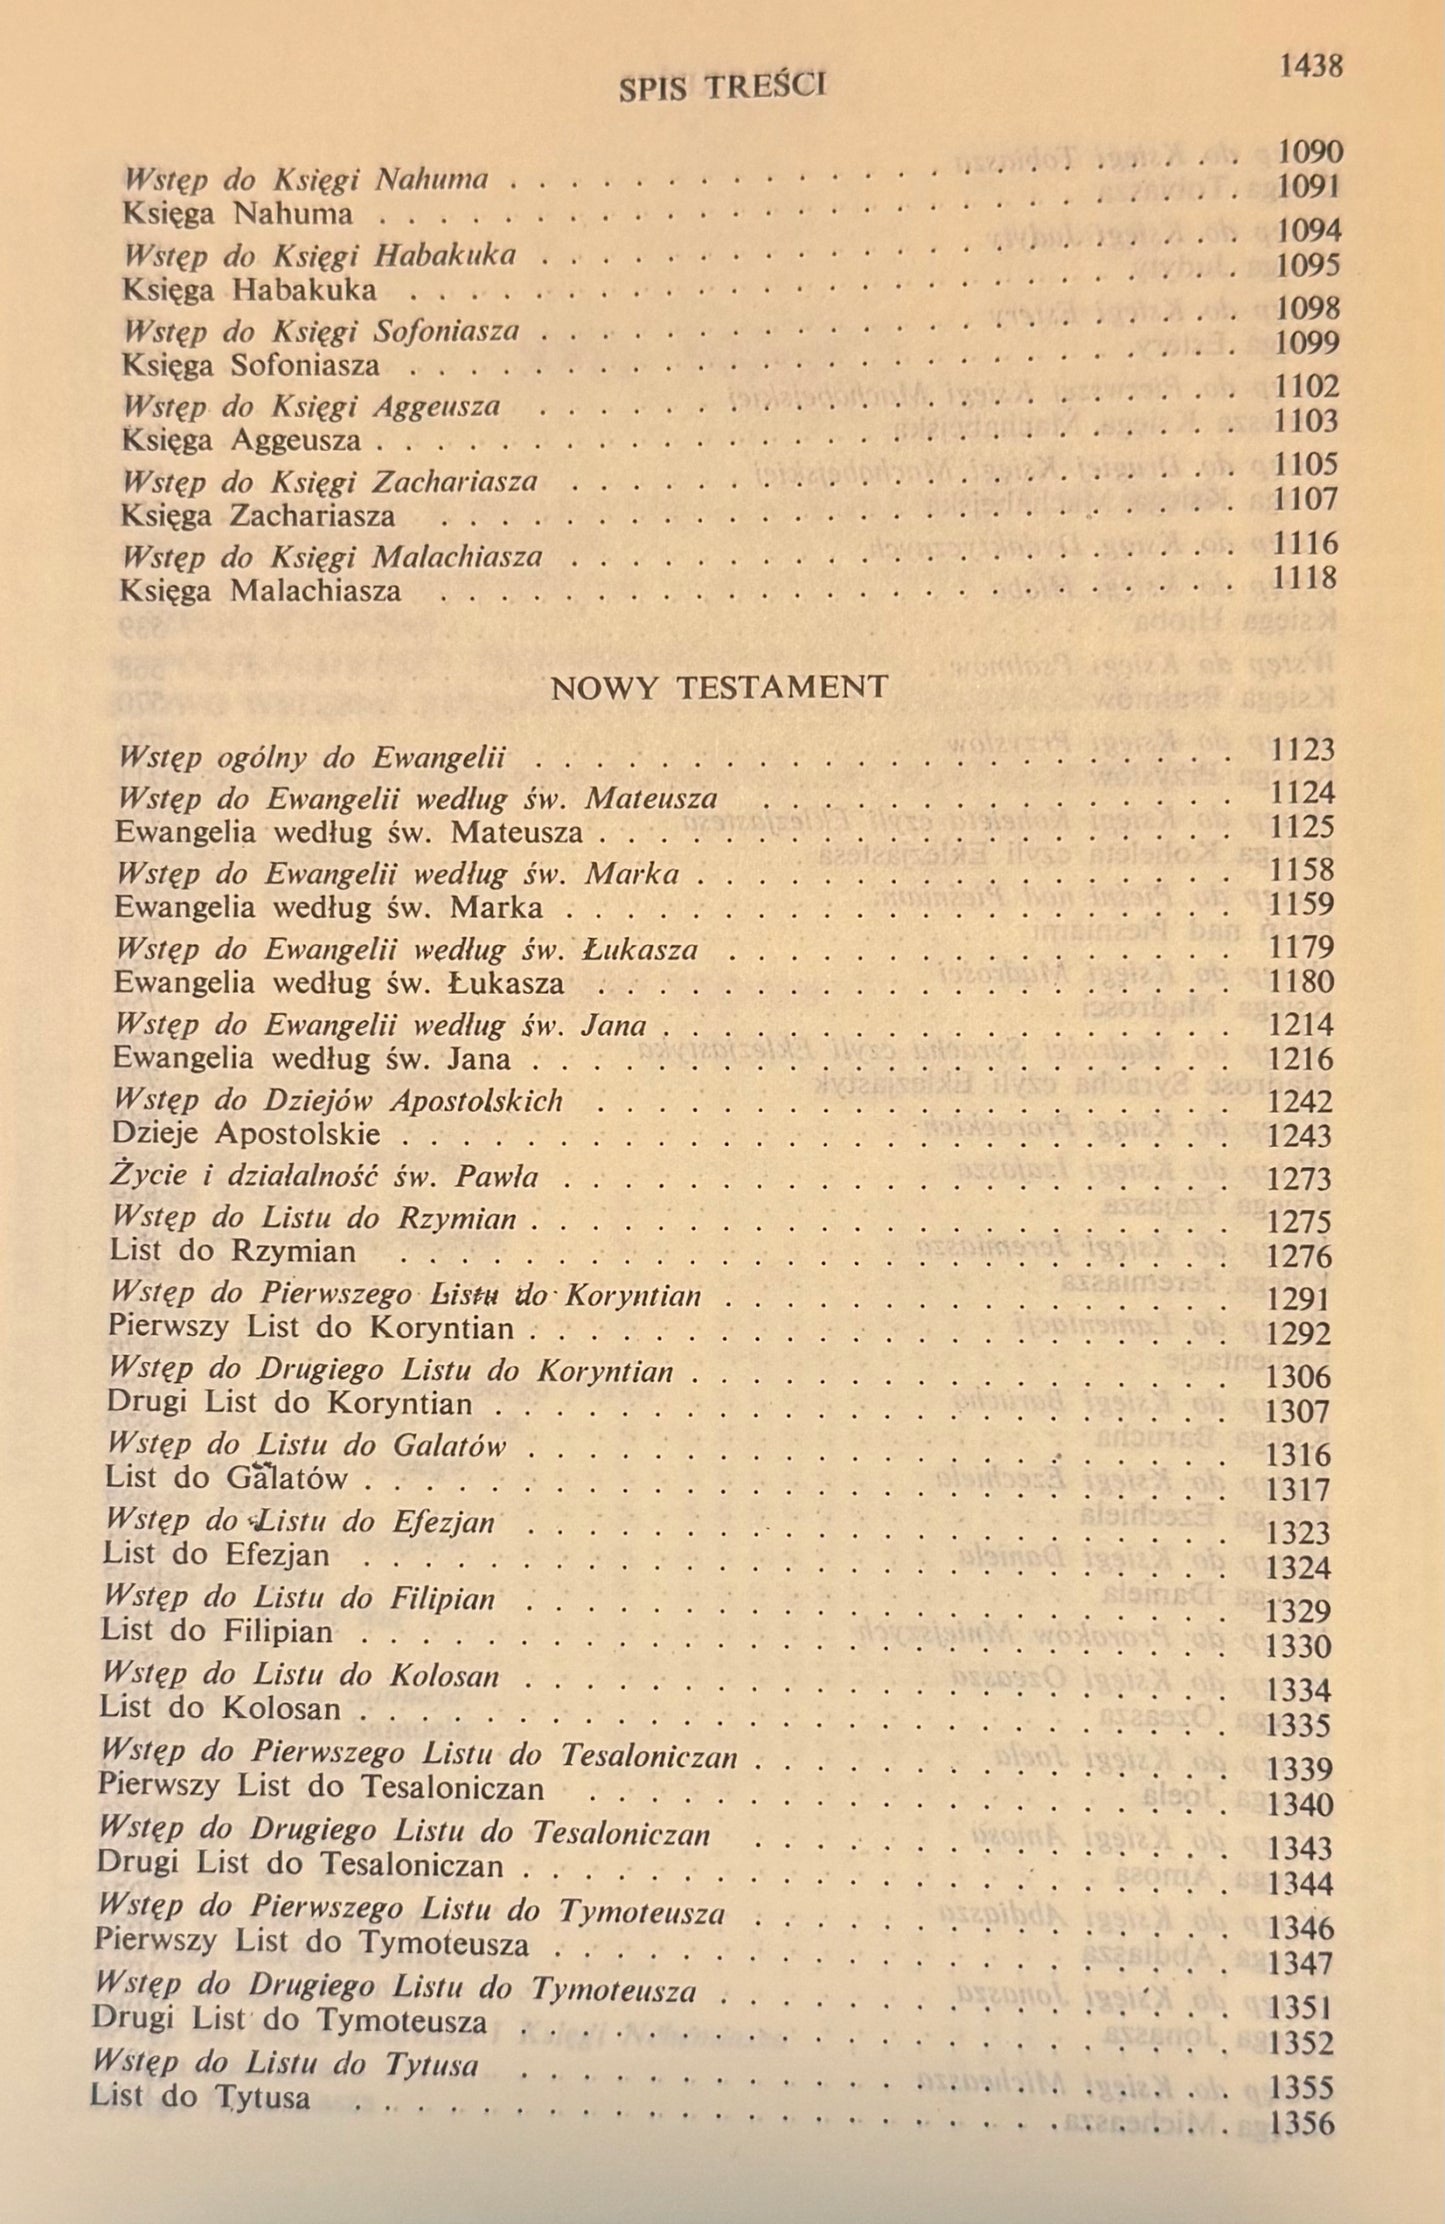 1438
SPIS TREŚCI
Wstęp do Księgi Nahuma . . . . . . . . . . . . . . . . . . . . . . . 1090
Księga Nahuma . . . . . . . . . . . . . . . . . . . . . . . . . . . 1091
Wstęp do Księgi Habakuka . . . . . . . . . . . . . . . . . . . . . . 1094
Księga Habakuka . . . . . . . . . . . . . . . . . . . . . . . . . . 1095
Wstęp do Księgi Sofoniasza . . . . . . . . . . . . . . . . . . . . . . 1098
Księga Sofoniasza . . . . . . . . . . . . . . . . . . . . . . . . . . 1099
Wstęp do Księgi Aggeusza . . . . . . . . . . . . . . . . . . . . . . 1102
Księga Aggeusza . . . . . . . . . . . . . . . . . . . . . . . . . . . 1103
Wstęp do Księgi Zachariasza . . . . . . . . . . . . . . . . . . . . . 1105
Księga Zachariasza . . . . . . . . . . . . . . . . . . . . . . . . . 1107
Wstęp do Księgi Malachiasza . . . . . . . . . . . . . . . . . . . . . 1116
Księga Malachiasza . . . . . . . . . . . . . . . . . . . . . . . . . 1118
NOWY TESTAMENT
Wstęp ogólny do Ewangelii . . . . . . . . . . . . . . . . . . . . . . 1123
Wstęp do Ewangelii według św. Mateusza . . . . . . . . . . . . . . . 1124
Ewangelia według św. Mateusza . . . . . . . . . . . . . . . . . . . . 1125
Wstęp do Ewangelii według św. Marka . . . . . . . . . . . . . . . . . 1158
Ewangelia według św. Marka . . . . . . . . . . . . . . . . . . . . . 1159
Wstęp do Ewangelii według św. Łukasza . . . . . . . . . . . . . . . . 1179
Ewangelia według św. Łukasza . . . . . . . . . . . . . . . . . . . . 1180
Wstęp do Ewangelii według św. Jana . . . . . . . . . . . . . . . . . . 1214
Ewangelia według św. Jana . . . . . . . . . . . . . . . . . . . . . . 1216
Wstęp do Dziejów Apostolskich . . . . . . . . . . . . . . . . . . . . 1242
Dzieje Apostolskie . . . . . . . . . . . . . . . . . . . . . . . . . . 1243
Życie i działalność św. Pawła . . . . . . . . . . . . . . . . . . . . . 1273
Wstęp do Listu do Rzymian . . . . . . . . . . . . . . . . . . . . . . 1275
List do Rzymian . . . . . . . . . . . . . . . . . . . . . . . . . . 1276
Wstęp do Pierwszego Listu do Koryntian . . . . . . . . . . . . . . . . 1291
Pierwszy List do Koryntian . . . . . . . . . . . . . . . . . . . . . . 1292
Wstęp do Drugiego Listu do Koryntian . . . . . . . . . . . . . . . . . 1306
Drugi List do Koryntian . . . . . . . . . . . . . . . . . . . . . . . 1307
Wstęp do Listu do Galatów . . . . . . . . . . . . . . . . . . . . . . 1316
List do Galatów . . . . . . . . . . . . . . . . . . . . . . . . . . . 1317
Wstęp do Listu do Efezjan . . . . . . . . . . . . . . . . . . . . . . 1323
List do Efezjan . . . . . . . . . . . . . . . . . . . . . . . . . . . 1324
Wstęp do Listu do Filipian . . . . . . . . . . . . . . . . . . . . . . 1329
List do Filipian . . . . . . . . . . . . . . . . . . . . . . . . . . . 1330
Wstęp do Listu do Kolosan . . . . . . . . . . . . . . . . . . . . . . 1334
List do Kolosan . . . . . . . . . . . . . . . . . . . . . . . . . . . 1335
Wstęp do Pierwszego Listu do Tesaloniczan . . . . . . . . . . . . . . . 1339
Pierwszy List do Tesaloniczan . . . . . . . . . . . . . . . . . . . . 1340
Wstęp do Drugiego Listu do Tesaloniczan . . . . . . . . . . . . . . . 1343
Drugi List do Tesaloniczan . . . . . . . . . . . . . . . . . . . . . . 1344
Wstęp do Pierwszego Listu do Tymoteusza . . . . . . . . . . . . . . . 1346
Pierwszy List do Tymoteusza . . . . . . . . . . . . . . . . . . . . . 1347
Wstęp do Drugiego Listu do Tymoteusza . . . . . . . . . . . . . . . . 1351
Drugi List do Tymoteusza . . . . . . . . . . . . . . . . . . . . . . 1352
Wstęp do Listu do Tytusa . . . . . . . . . . . . . . . . . . . . . . 1355
List do Tytusa . . . . . . . . . . . . . . . . . . . . . . . . . . . 1356